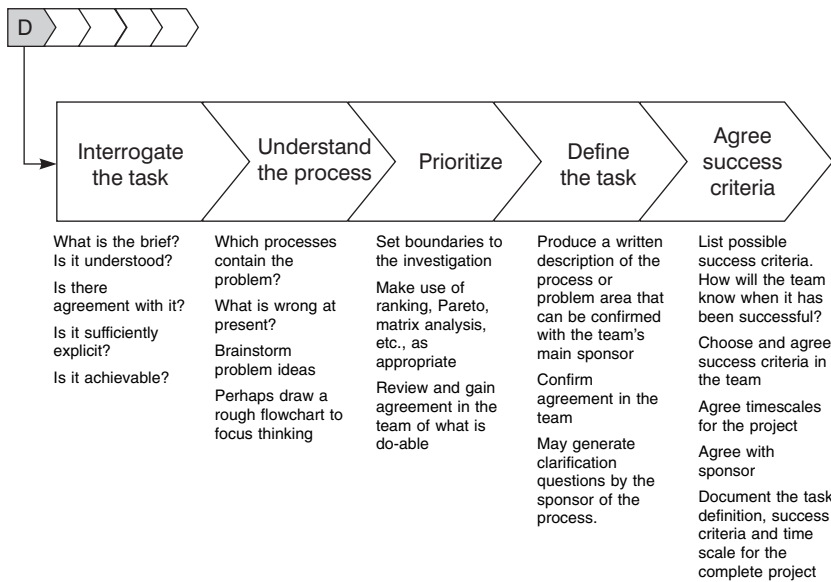 D
Interrogate
the task
Understand
the process
Prioritize
Define
the task
Agree
success
criteria
What is the brief?
Is it understood?
Is there
agreement with it?
Is it sufficiently
explicit?
Is it achievable?
Which processes
contain the
problem?
What is wrong at
present?
Brainstorm
problem ideas
Perhaps draw a
rough flowchart to
focus thinking
Set boundaries to
the investigation
Make use of
ranking, Pareto,
matrix analysis,
etc., as
appropriate
Review and gain
agreement in the
team of what is
do-able
Produce a written
description of the
process or
problem area that
can be confirmed
with the team's
main sponsor
Confirm
agreement in the
team
May generate
clarification
questions by the
sponsor of the
process.
List possible
success criteria.
How will the team
know when it has
been successful?
Choose and agree
success criteria in
the team
Agree timescales
for the project
Agree with
sponsor
Document the task
definition, success
criteria and time
scale for the
complete project